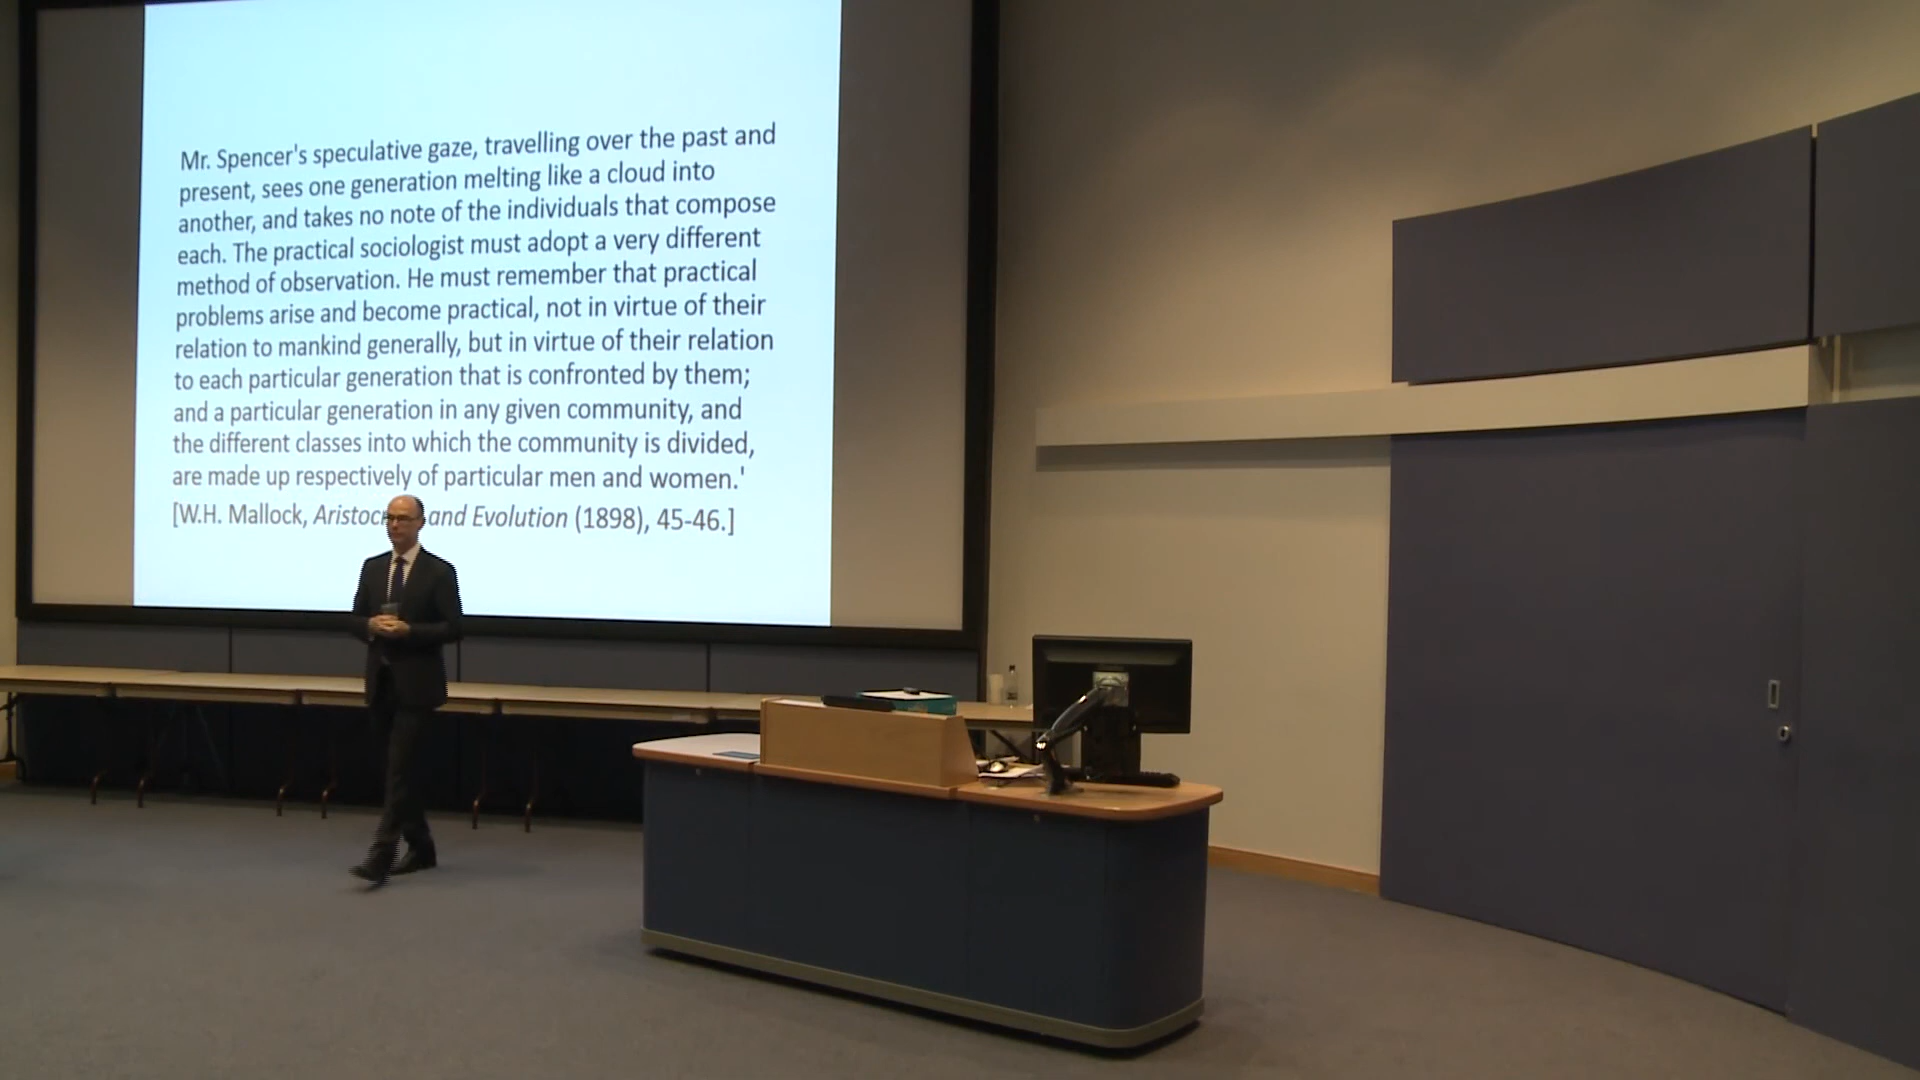 Mr. Spencer's speculative gaze, travelling over the past and
present, sees one generation melting like a cloud into
another, and takes no note of the individuals that compose
each. The practical sociologist must adopt a very different
method of observation. He must remember that practical
problems arise and become practical, not in virtue of their
relation to mankind generally, but in virtue of their relation
to each particular generation that is confronted by them;
and a particular generation in any given community, and
the different classes into which the community is divided,
are made up respectively of particular men and women.'
[W.H. Mallock, and Evolution (1898), 45-46.]